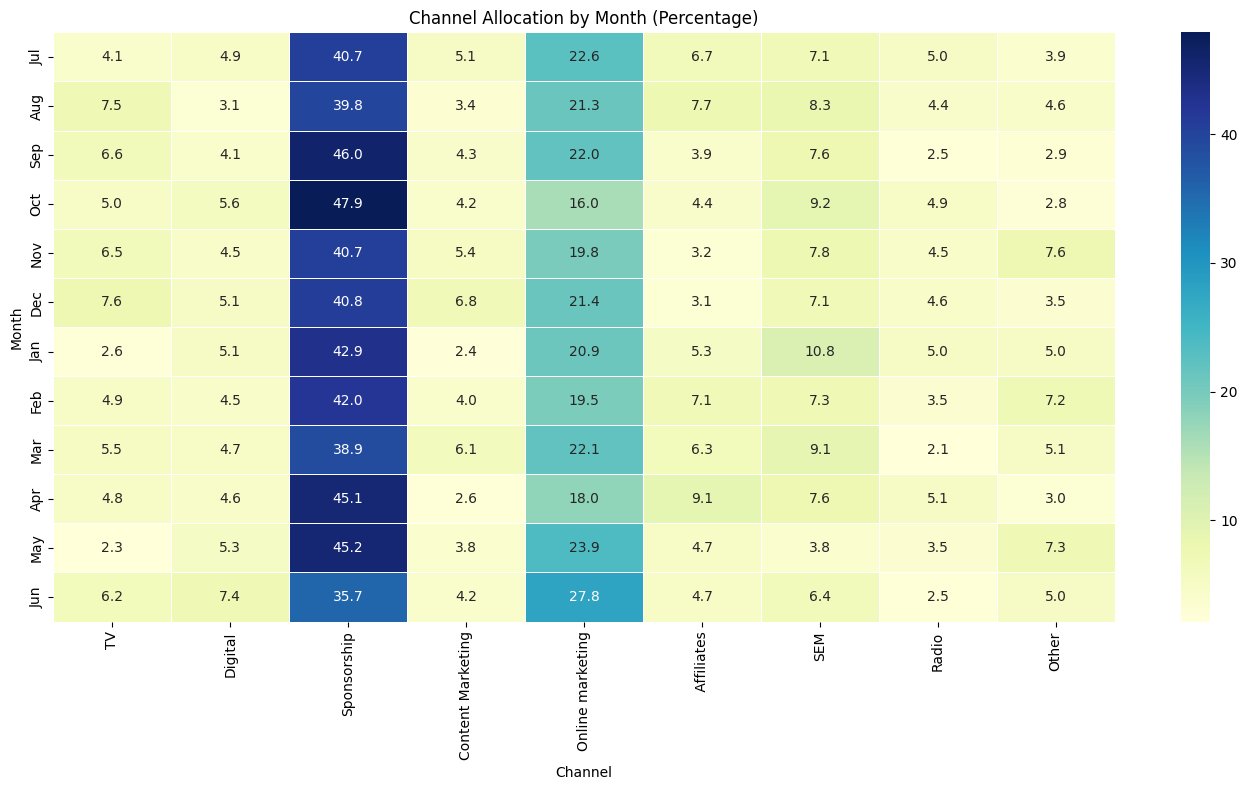 Channel Allocation by Month (Percentage)
Jul 4.1 4.9 40.7 5.1 22.6 6.7 7.1 5.0 3.9
Aug 7.5 3.1 39.8 3.4 21.3 7.7 8.3 4.4 4.6
Sep 6.6 4.1 46.0 4.3 22.0 3.9 7.6 2.5 2.9
Oct 5.0 5.6 47.9 4.2 16.0 4.4 9.2 4.9 2.8
Nov 6.5 4.5 40.7 5.4 19.8 3.2 7.8 4.5 7.6
Dec 7.6 5.1 40.8 6.8 21.4 3.1 7.1 4.6 3.5
Jan 2.6 5.1 42.9 2.4 20.9 5.3 10.8 5.0 5.0
Feb 4.9 4.5 42.0 4.0 19.5 7.1 7.3 3.5 7.2
Mar 5.5 4.7 38.9 6.1 22.1 6.3 9.1 2.1 5.1
Apr 4.8 4.6 45.1 2.6 18.0 9.1 7.6 5.1 3.0
May 2.3 5.3 45.2 3.8 23.9 4.7 3.8 3.5 7.3
Jun 6.2 7.4 35.7 4.2 27.8 4.7 6.4 2.5 5.0
Month
TV
Digital
Sponsorship
Content Marketing
Online marketing
Affiliates
SEM
Radio
Other
Channel
40
30
20
10